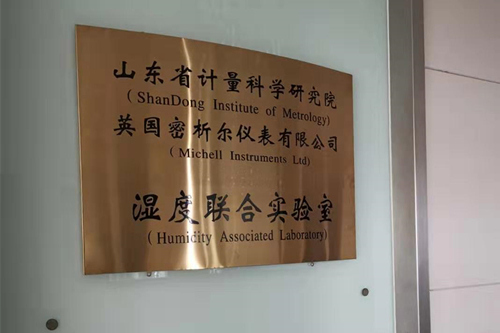 山东省计量科学研究院
(ShanDong Institute of Metrology)
英国密析尔仪表有限公司
(Michell Instruments Ltd)
湿度联合实验室
(Humidity Associated Laboratory)